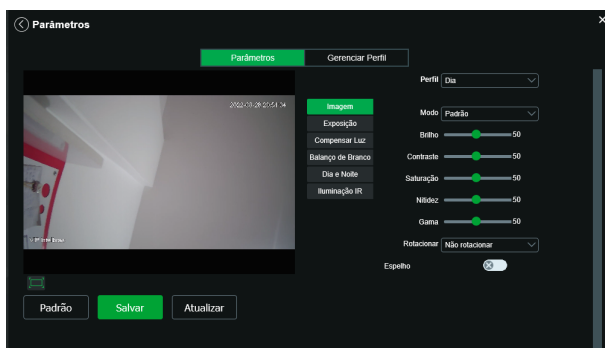 Parâmetros
Parâmetros
Gerenciar Perfil
Perfil Dia
Imagem
Modo Padrão
Exposição
Brilho 50
Compensar Luz
Contraste 50
Balanço de Branco
Saturação 50
Dia e Noite
Nitidez 50
Iluminação IR
Gama 50
Rotacionar Não rotacionar
Espelho
Padrão
Salvar
Atualizar